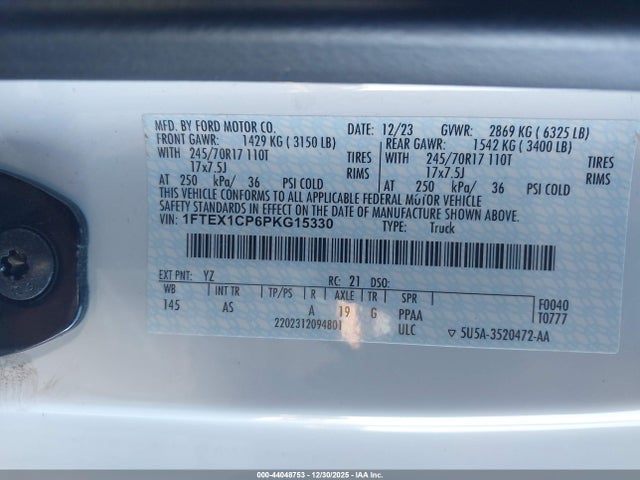 MFD. BY FORD MOTOR CO. DATE: 12/23 GVWR: 2869 KG ( 6325 LB)
FRONT GAWR: 1429 KG ( 3150 LB) REAR GAWR: 1542 KG ( 3400 LB)
WITH 245/70R17 110T TIRES WITH 245/70R17 110T TIRES
17x7.5J RIMS 17x7.5J RIMS
AT 250 kPa/ 36 PSI COLD AT 250 kPa/ 36 PSI COLD
THIS VEHICLE CONFORMS TO ALL APPLICABLE FEDERAL MOTOR VEHICLE
SAFETY STANDARDS IN EFFECT ON THE DATE OF MANUFACTURE SHOWN ABOVE.
VIN: 1FTEX1CP6PKG15330 TYPE: Truck
EXT PNT: YZ RC: 21 DSO:
WB INT TR TP/PS R AXLE TR SPR F0040
145 AS A 19 G PPAA T0777
2202312094801 ULC ▽ 5U5A-3520472-AA
000-44048753 - 12/30/2025 - IAA Inc.